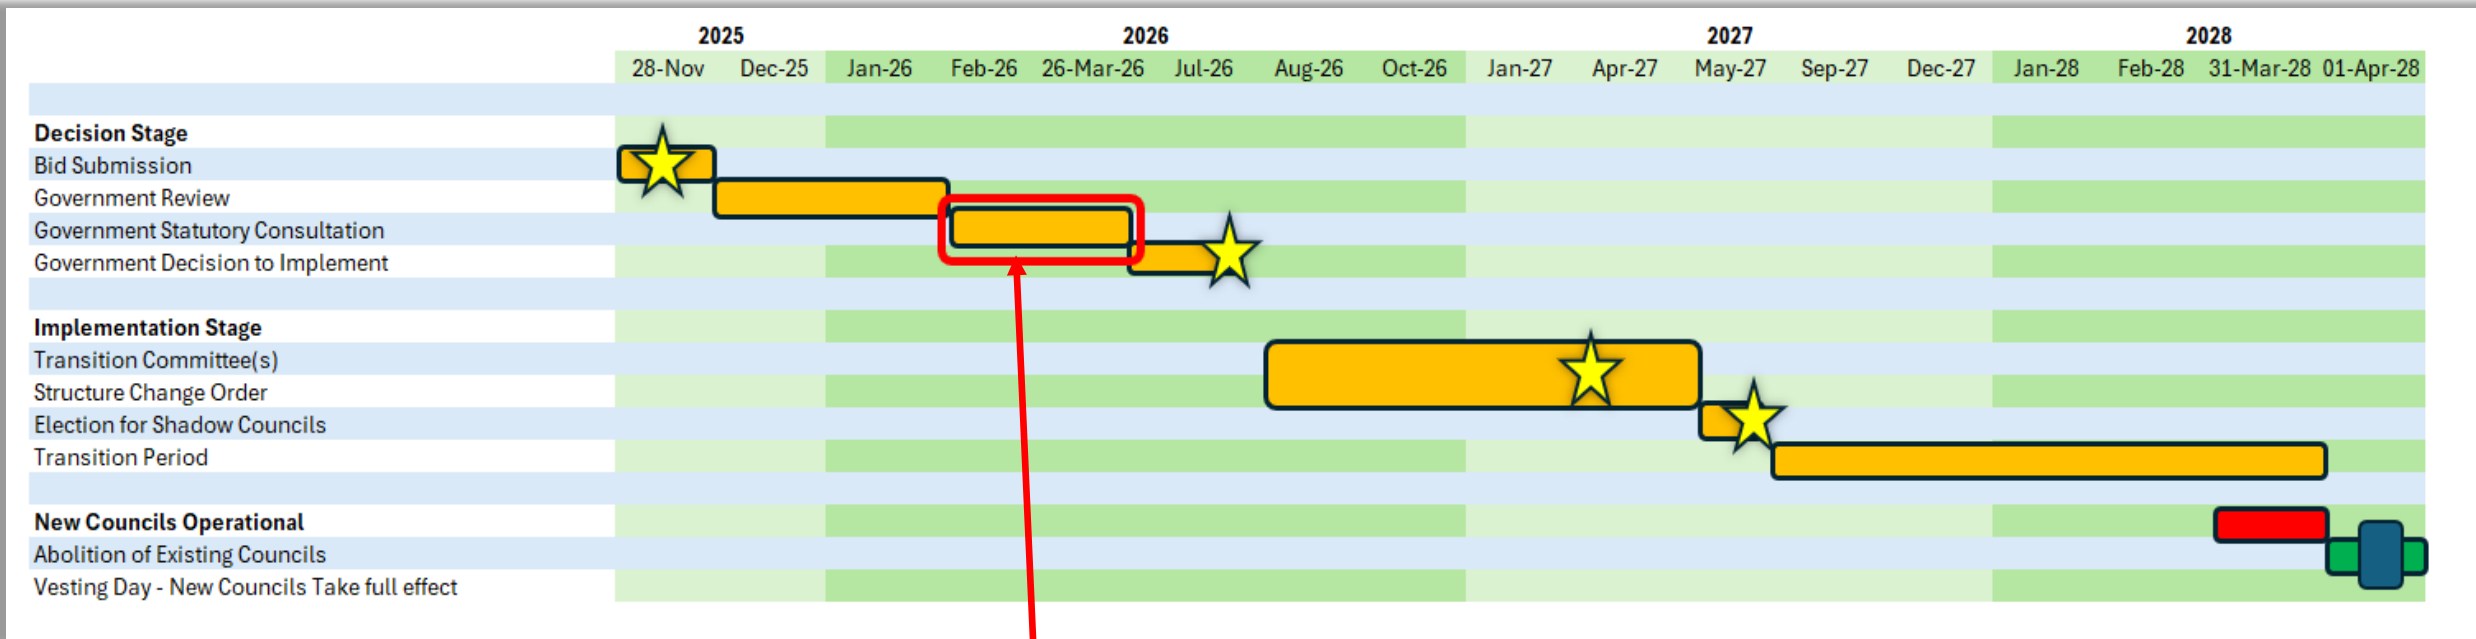 2025 2026 2027 2028
28-Nov Dec-25 Jan-26 Feb-26 26-Mar-26 Jul-26 Aug-26 Oct-26 Jan-27 Apr-27 May-27 Sep-27 Dec-27 Jan-28 Feb-28 31-Mar-28 01-Apr-28
Decision Stage
Bid Submission
Government Review
Government Statutory Consultation
Government Decision to Implement
Implementation Stage
Transition Committee(s)
Structure Change Order
Election for Shadow Councils
Transition Period
New Councils Operational
Abolition of Existing Councils
Vesting Day - New Councils Take full effect